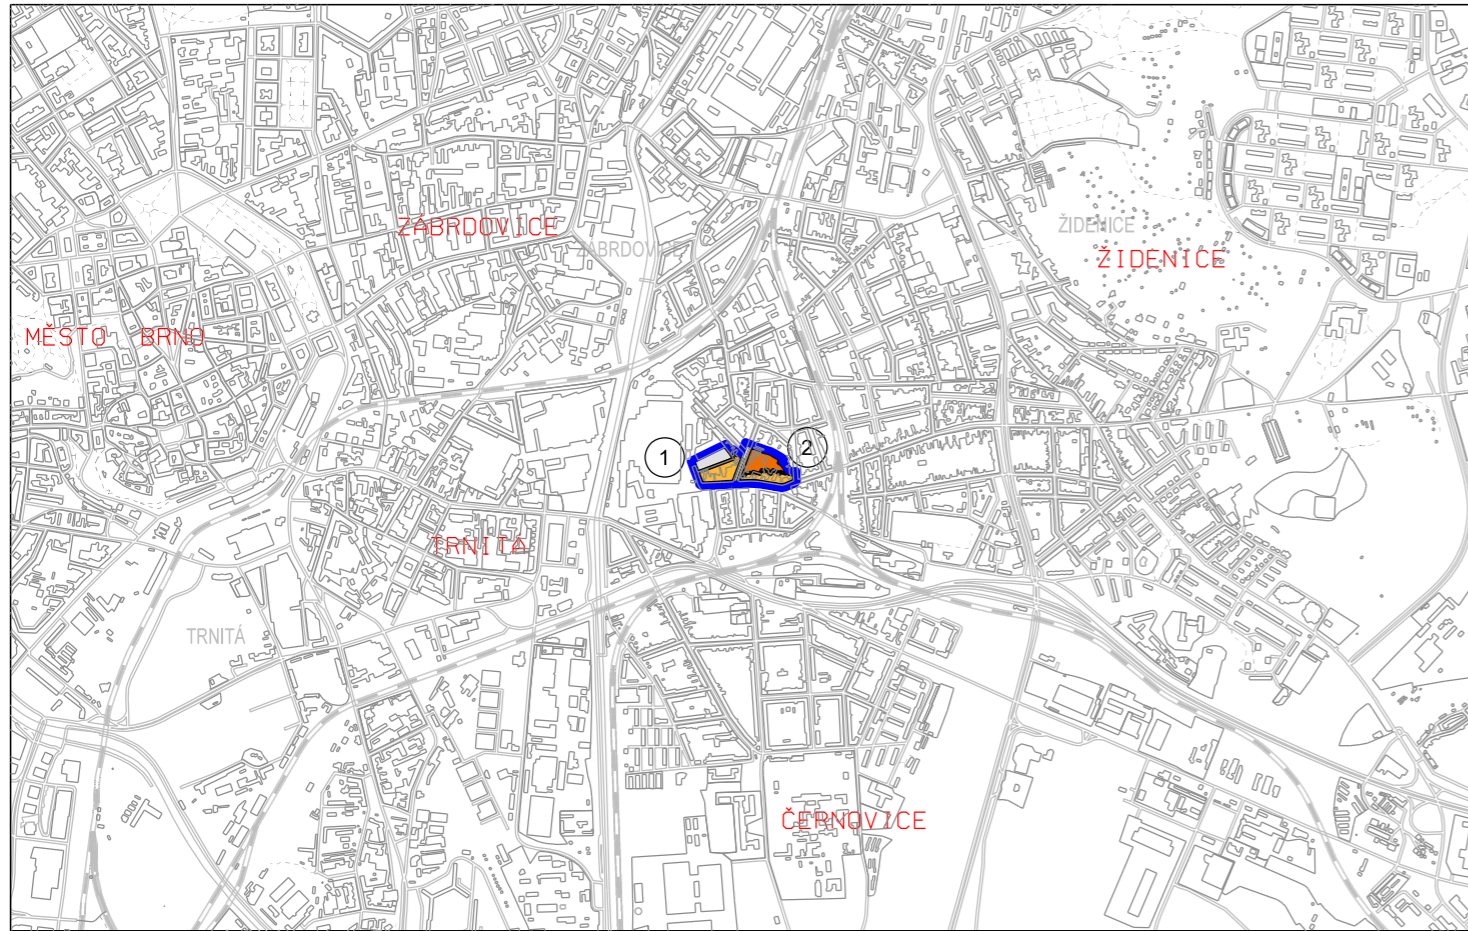 ZÁBRDOVICE
ZÁBRDOVICE
ŽIDENICE
ŽIDENICE
MĚSTO BRNO
1
2
TRNITÁ
TRNITÁ
ČERNOVICE